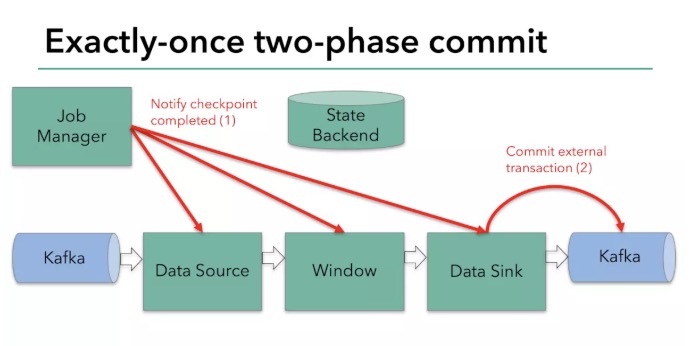 Exactly-once two-phase commit
Job
Manager
Notify checkpoint
completed (1)
State
Backend
Commit external
transaction (2)
Kafka
Data Source
Window
Data Sink
Kafka